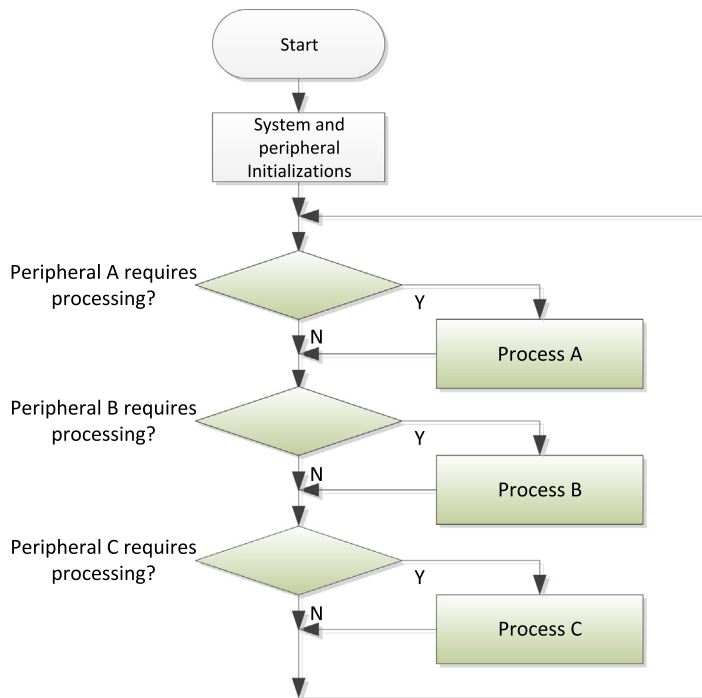 Start
System and
peripheral
Initializations
Peripheral A requires
processing?
Y
N
Process A
Peripheral B requires
processing?
Y
N
Process B
Peripheral C requires
processing?
Y
N
Process C